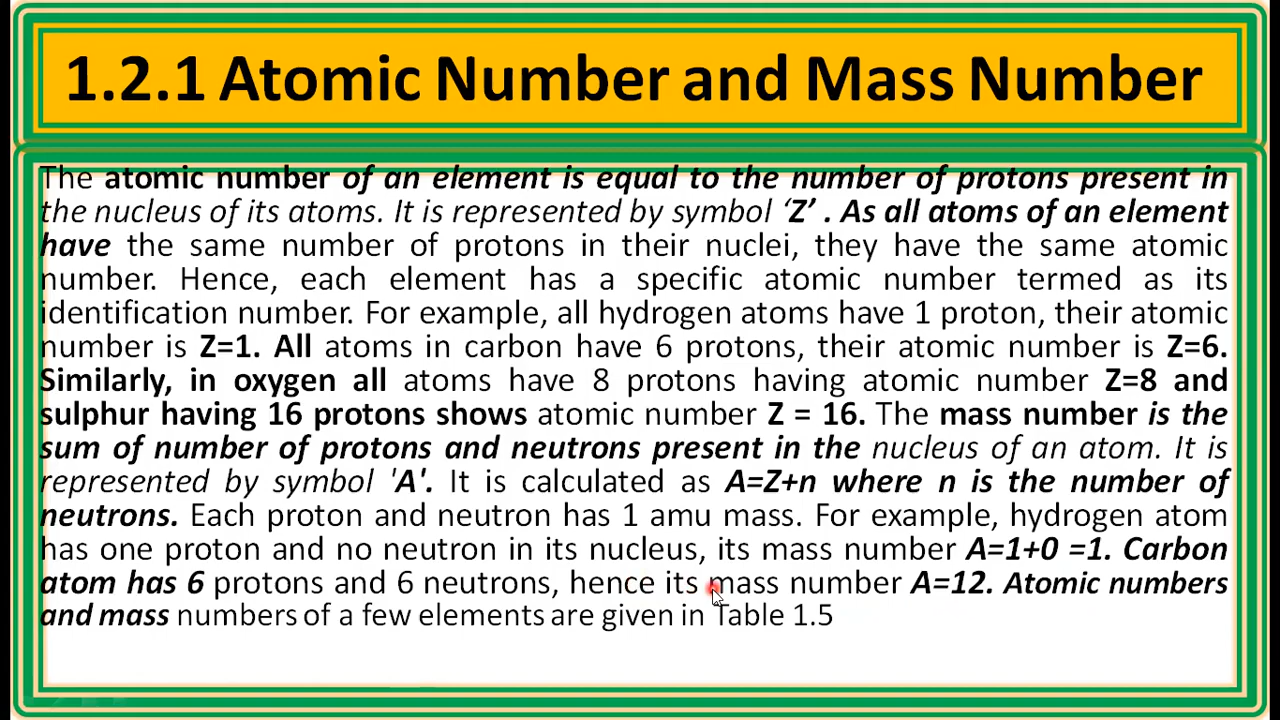 1.2.1 Atomic Number and Mass Number
The atomic number of an element is equal to the number of protons present in
the nucleus of its atoms. It is represented by symbol ‘Z’ . As all atoms of an element
have the same number of protons in their nuclei, they have the same atomic
number. Hence, each element has a specific atomic number termed as its
identification number. For example, all hydrogen atoms have 1 proton, their atomic
number is Z=1. All atoms in carbon have 6 protons, their atomic number is Z=6.
Similarly, in oxygen all atoms have 8 protons having atomic number Z=8 and
sulphur having 16 protons shows atomic number Z = 16. The mass number is the
sum of number of protons and neutrons present in the nucleus of an atom. It is
represented by symbol 'A'. It is calculated as A=Z+n where n is the number of
neutrons. Each proton and neutron has 1 amu mass. For example, hydrogen atom
has one proton and no neutron in its nucleus, its mass number A=1+0 =1. Carbon
atom has 6 protons and 6 neutrons, hence its mass number A=12. Atomic numbers
and mass numbers of a few elements are given in Table 1.5